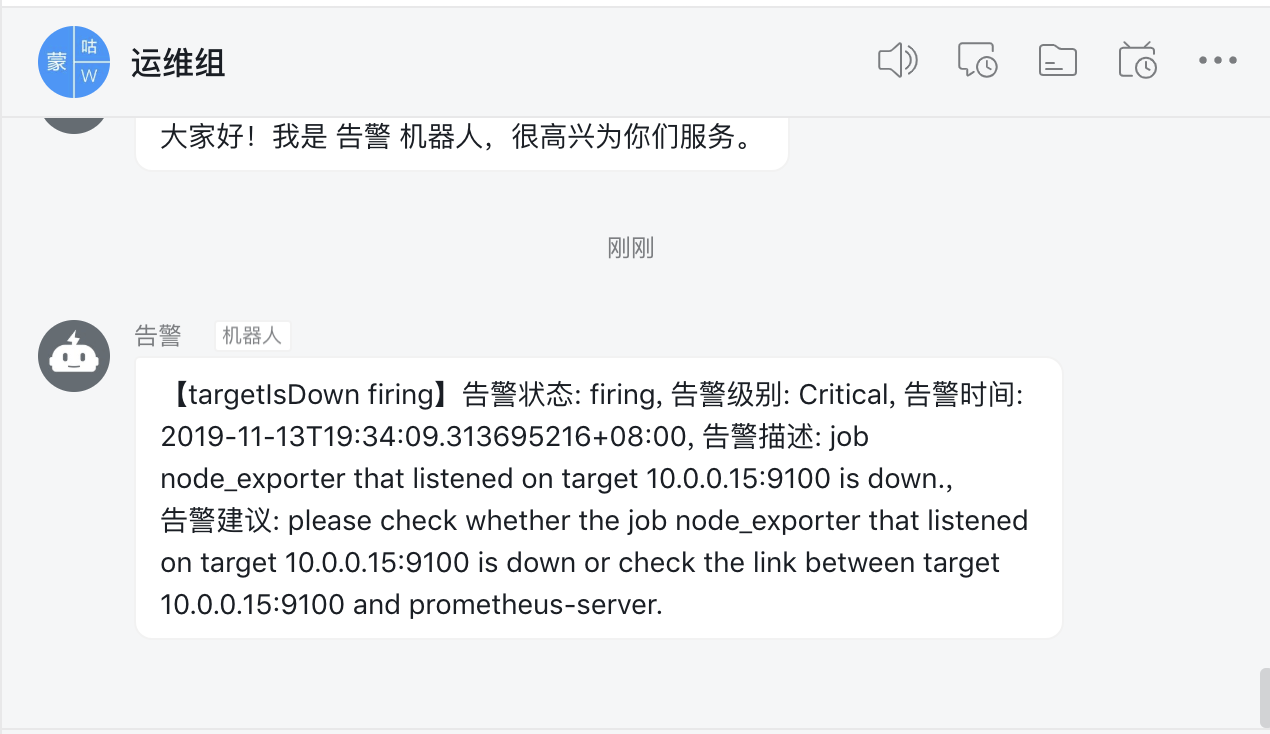 蒙
咕
W
运维组
大家好！我是 告警 机器人，很高兴为你们服务。
刚刚
告警 机器人
【targetIsDown firing】告警状态: firing, 告警级别: Critical, 告警时间:
2019-11-13T19:34:09.313695216+08:00, 告警描述: job
node_exporter that listened on target 10.0.0.15:9100 is down.,
告警建议: please check whether the job node_exporter that listened
on target 10.0.0.15:9100 is down or check the link between target
10.0.0.15:9100 and prometheus-server.